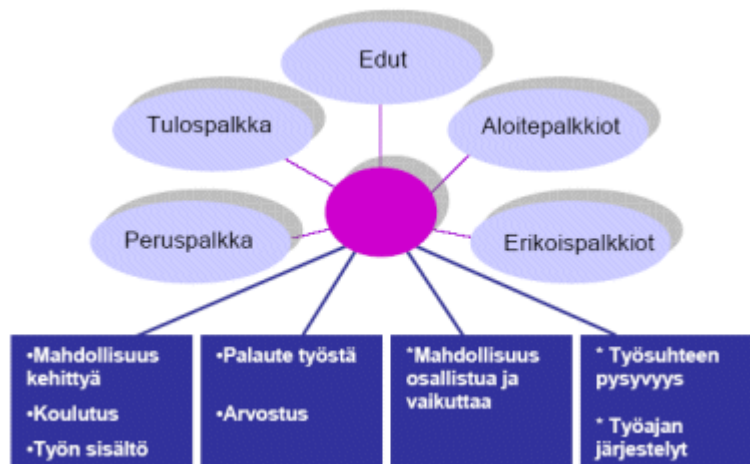 Edut
Tulospalkka
Aloitepalkkiot
Peruspalkka
Erikoispalkkiot
•Mahdollisuus
kehittyä
•Koulutus
•Työn sisältö
•Palaute työstä
•Arvostus
*Mahdollisuus
osallistua ja
vaikuttaa
* Työsuhteen
pysyvyys
* Työajan
järjestelyt